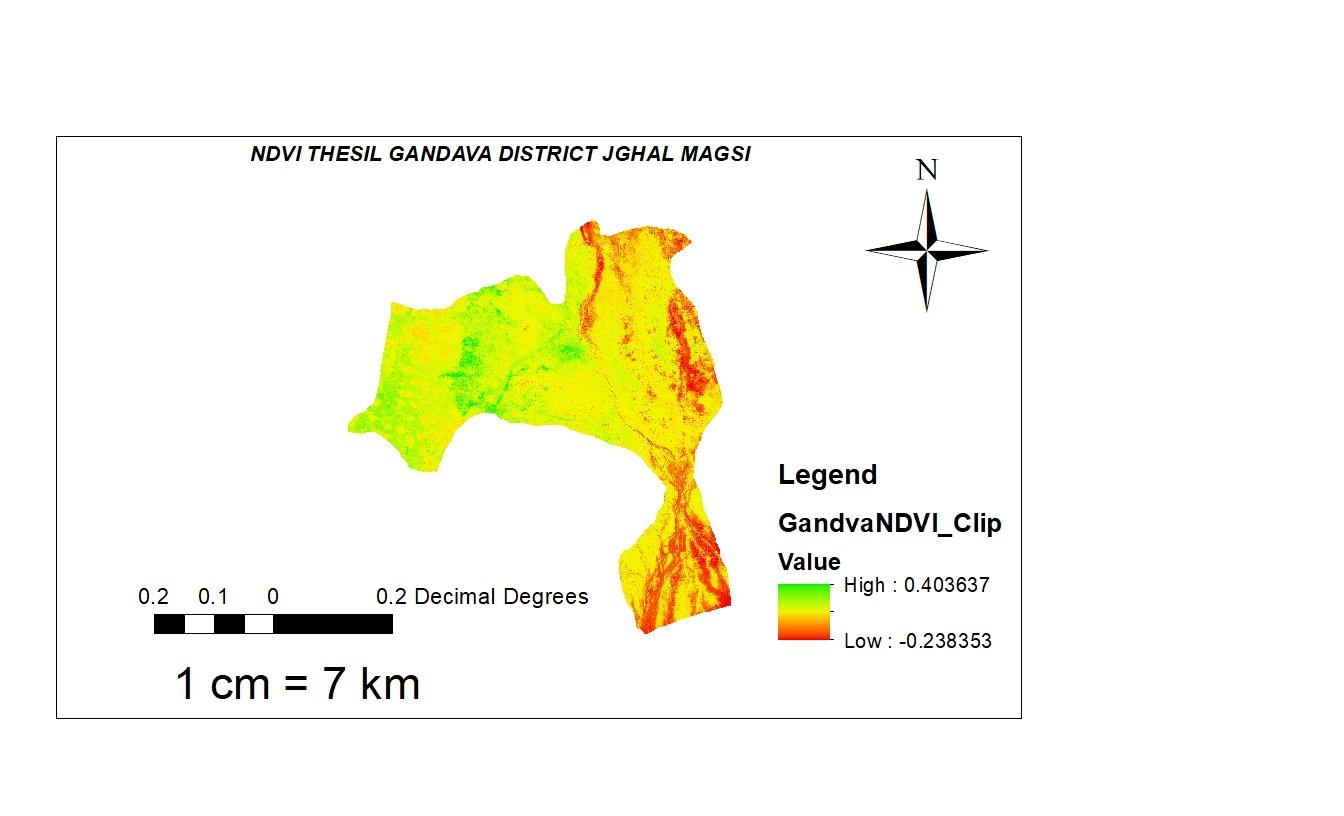 NDVI THESIL GANDAVA DISTRICT JGHAL MAGSI
N
Legend
GandvaNDVI_Clip
Value
High : 0.403637
Low : -0.238353
0.2 0.1 0 0.2 Decimal Degrees
1 cm = 7 km